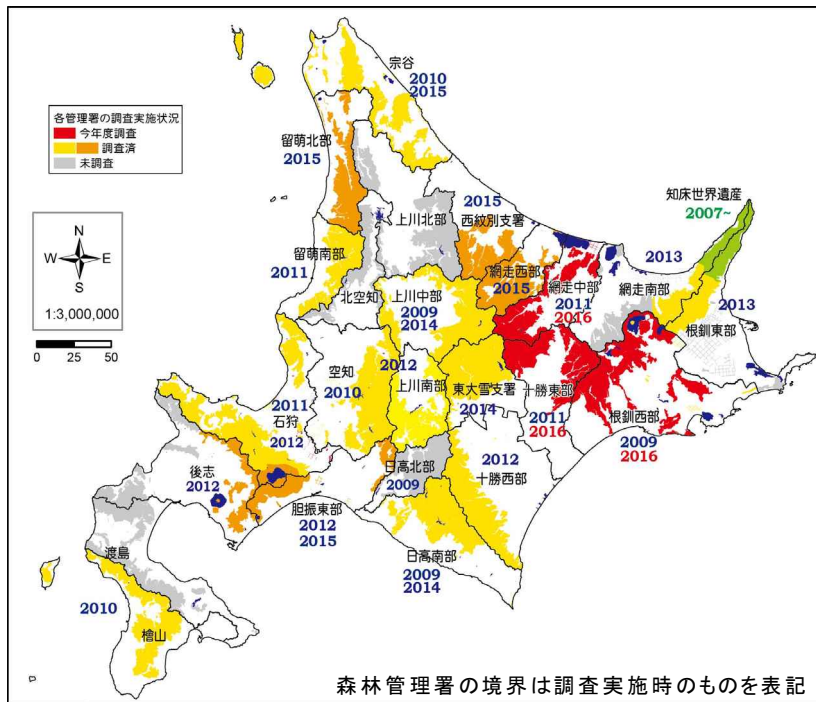 宗谷
2010
2015
各管理署の調査実施状況
今年度調査
調査済
未調査
留萌北部
2015
知床世界遺産
2007~
2015
西紋別支署
上川北部
N
W E
S
1:3,000,000
0 25 50
留萌南部
2011
北空知
上川中部
2009
2014
網走西部
2015
網走中部
2011
2016
2013
網走南部
2013
根釧東部
空知
2010
2012
上川南部
東大雪支署
2014
十勝東部
2011
2016
根釧西部
2009
2016
2011
石狩
2012
後志
2012
日高北部
2009
2012
十勝西部
胆振東部
2012
2015
日高南部
2009
2014
渡島
2010
檜山
森林管理署の境界は調査実施時のものを表記